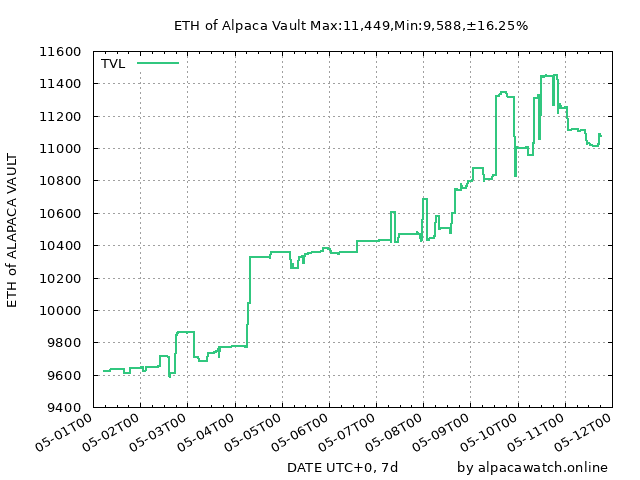 ETH of Alpaca Vault Max:11,449,Min:9,588,±16.25%
TVL
ETH of ALAPACA VAULT
11600
11400
11200
11000
10800
10600
10400
10200
10000
9800
9600
9400
05-01T00
05-02T00
05-03T00
05-04T00
05-05T00
05-06T00
05-07T00
05-08T00
05-09T00
05-10T00
05-11T00
05-12T00
DATE UTC+0, 7d
by alpacawatch.online